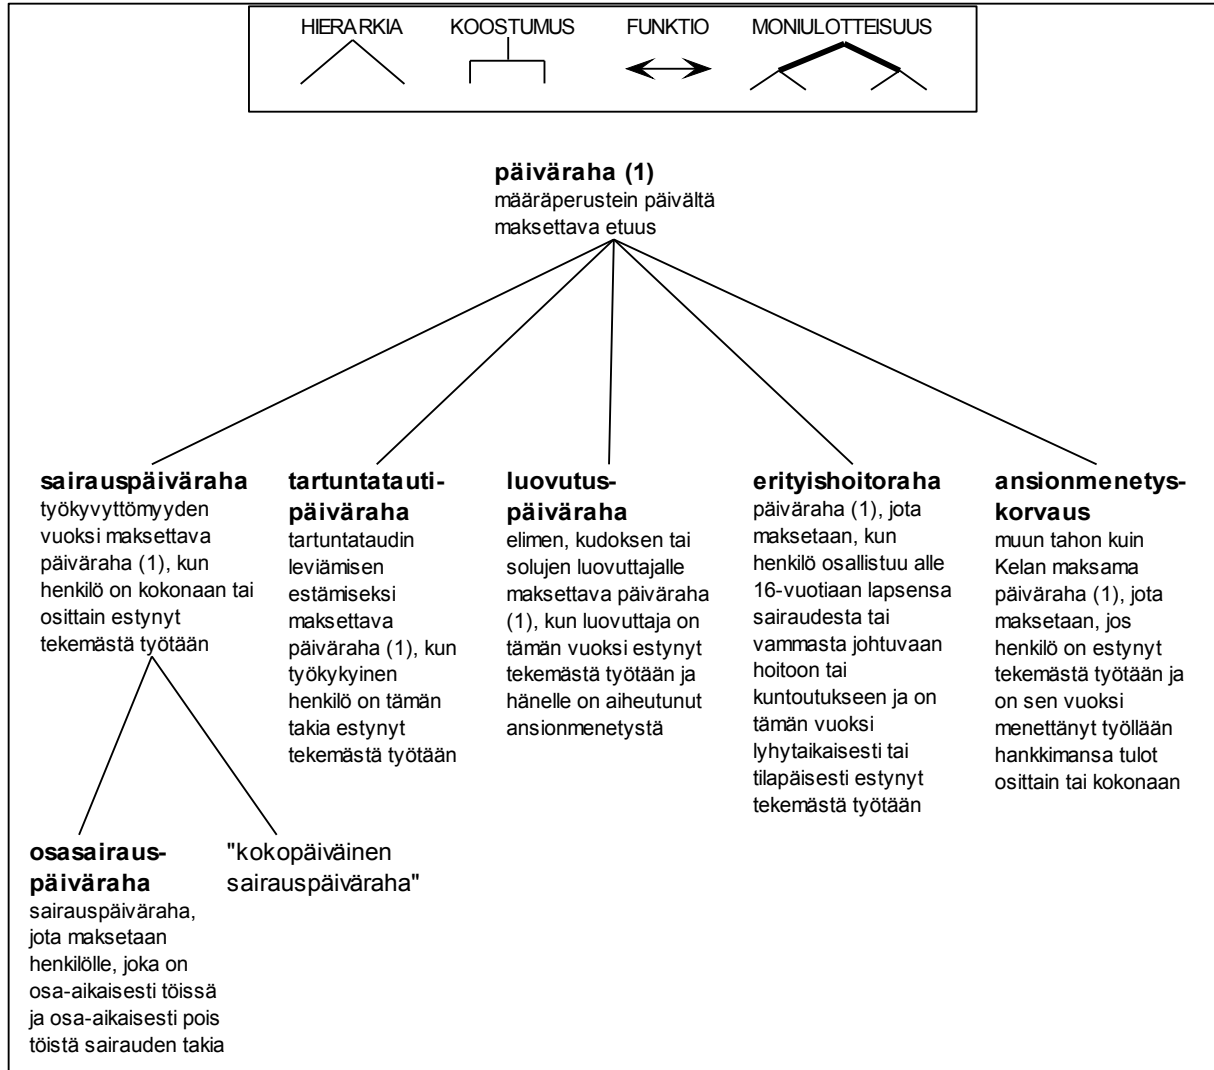 HIERARKIA KOOSTUMUS FUNKTIO MONIULOTTEISUUS
päiväraha (1)
määräperustein päivältä
maksettava etuus
sairauspäiväraha
työkyvyttömyyden
vuoksi maksettava
päiväraha (1), kun
henkilö on kokonaan tai
osittain estynyt
tekemästä työtään
tartuntatauti-
päiväraha
tartuntataudin
leviämisen
estämiseksi
maksettava
päiväraha (1), kun
työkykyinen
henkilö on tämän
takia estynyt
tekemästä työtään
luovutus-
päiväraha
elimen, kudoksen tai
solujen luovuttajalle
maksettava päiväraha
(1), kun luovuttaja on
tämän vuoksi estynyt
tekemästä työtään ja
hänelle on aiheutunut
ansionmenetystä
erityishoitoraha
päiväraha (1), jota
maksetaan, kun
henkilö osallistuu alle
16-vuotiaan lapsensa
sairaudesta tai
vammasta johtuvaan
hoitoon tai
kuntoutukseen ja on
tämän vuoksi
lyhytaikaisesti tai
tilapäisesti estynyt
tekemästä työtään
ansionmenetys-
korvaus
muun tahon kuin
Kelan maksama
päiväraha (1), jota
maksetaan, jos
henkilö on estynyt
tekemästä työtään ja
on sen vuoksi
menettänyt työllään
hankkimansa tulot
osittain tai kokonaan
osasairaus-
päiväraha
sairauspäiväraha,
jota maksetaan
henkilölle, joka on
osa-aikaisesti töissä
ja osa-aikaisesti pois
töistä sairauden takia
"kokopäiväinen
sairauspäiväraha"